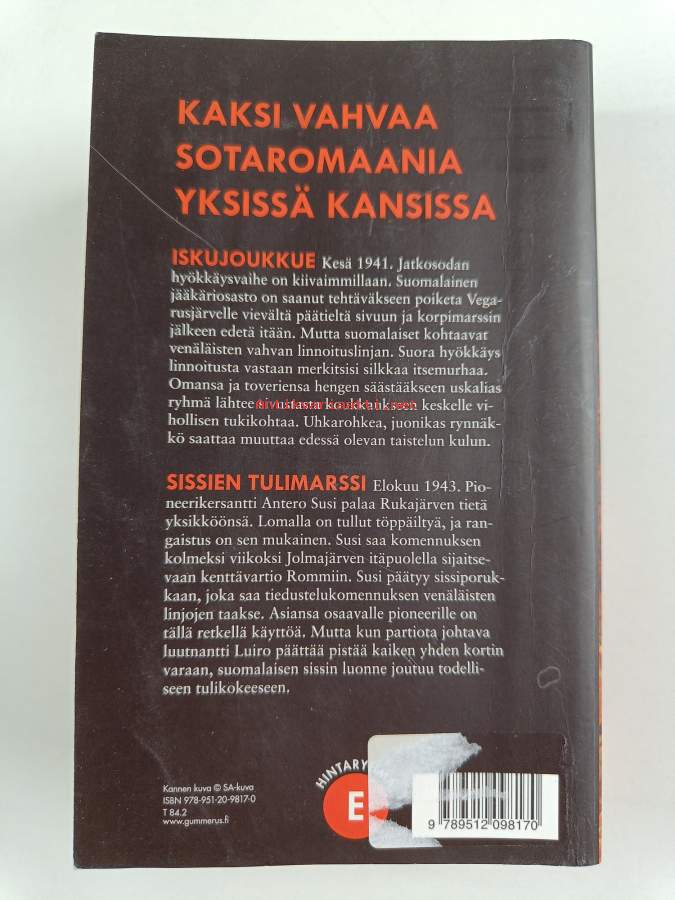 KAKSI VAHVAA
SOTAROMAANIA
YKSISSÄ KANSISSA
ISKUJOUKKUE Kesä 1941. Jatkosodan
hyökkäysvaihe on kiivaimmillaan. Suomalainen
jääkäriosasto on saanut tehtäväkseen poiketa Vega-
rusjärvelle vievältä päätieltä sivuun ja korpimarssin
jälkeen edetä itään. Mutta suomalaiset kohtaavat
venäläisten vahvan linnoituslinjan. Suora hyökkäys
linnoitusta vastaan merkitsisi silkkaa itsemurhaa.
Omansa ja toveriensa hengen säästääkseen uskalias
ryhmä lähtee sivustasta koukkaukseen keskelle vi-
hollisen tukikohtaa. Uhkarohkea, juonikas rynnäk-
kö saattaa muuttaa edessä olevan taistelun kulun.
SISSIEN TULIMARSSI Elokuu 1943. Pio-
neerikersantti Antero Susi palaa Rukajärven tietä
yksikköönsä. Lomalla on tullut töppäiltyä, ja ran-
gaistus on sen mukainen. Susi saa komennuksen
kolmeksi viikoksi Jolmajärven itäpuolella sijaitse-
vaan kenttävartio Rommiin. Susi päätyy sissiporuk-
kaan, joka saa tiedustelukomennuksen venäläisten
linjojen taakse. Asiansa osaavalle pioneerille on
tällä retkellä käyttöä. Mutta kun partiota johtava
luutnantti Luiro päättää pistää kaiken yhden kortin
varaan, suomalaisen sissin luonne joutuu todelli-
seen tulikokeeseen.
Kannen kuva © SA-kuva
ISBN 978-951-20-9817-0
T 84.2
www.gummerus.fi
HINTARY
E
9 789512 098170